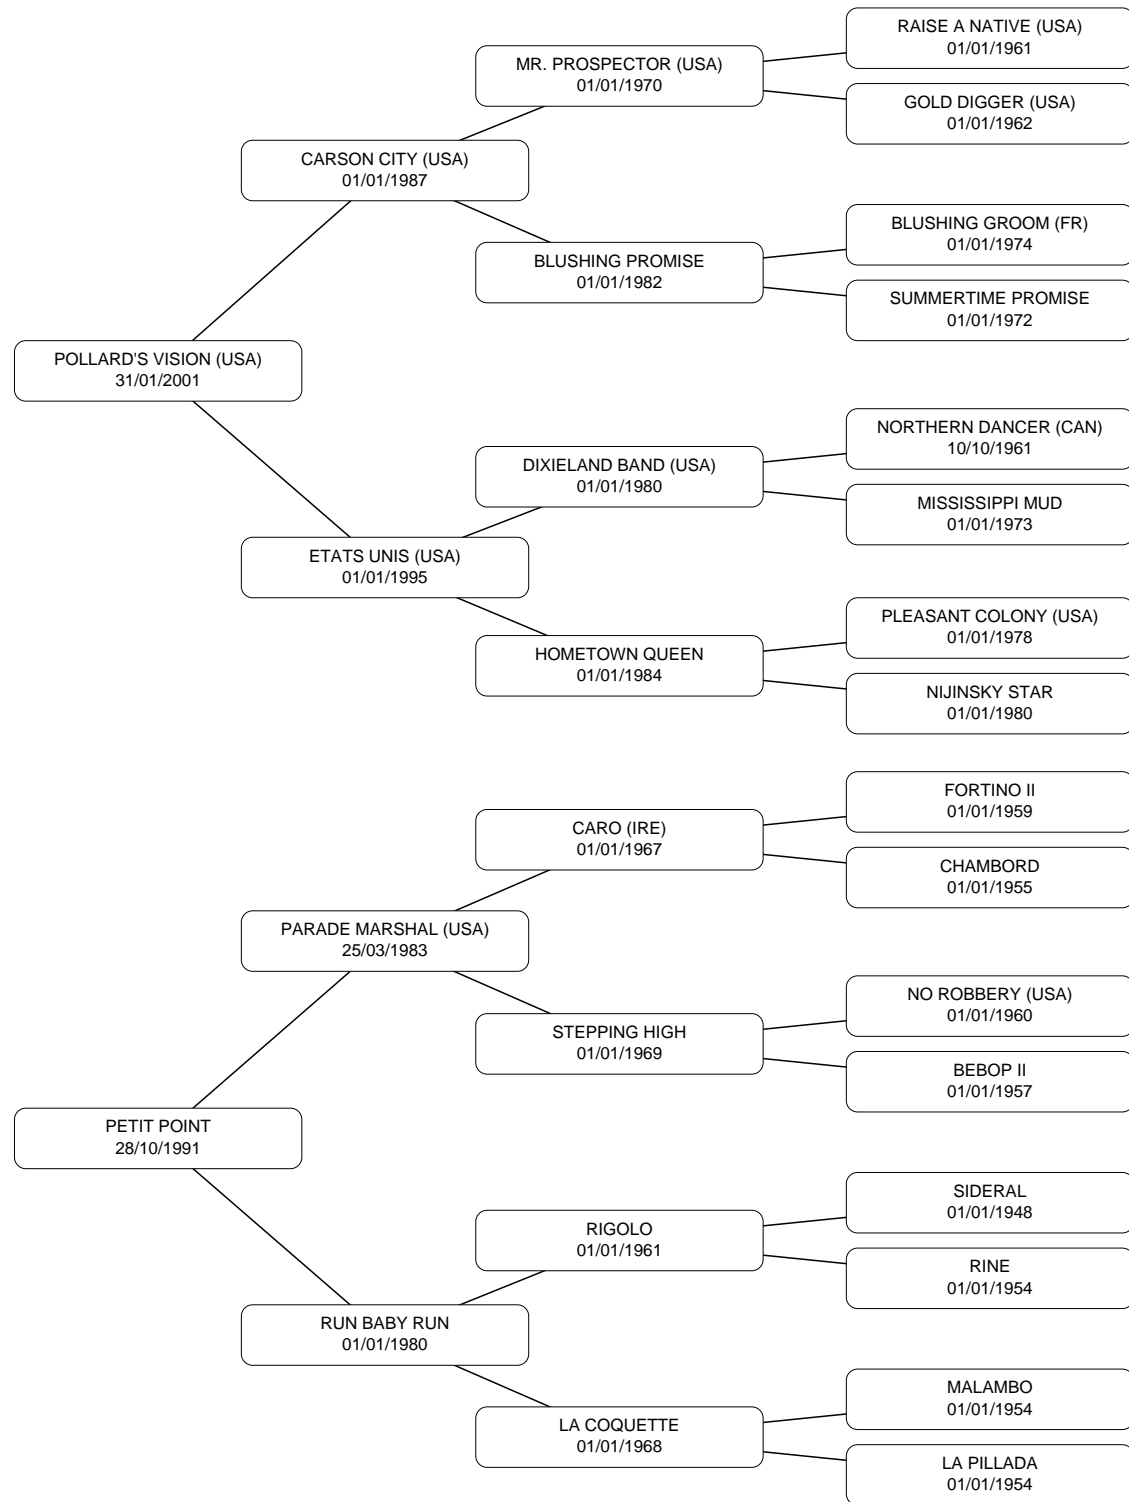 RAISE A NATIVE (USA)
01/01/1961
MR. PROSPECTOR (USA)
01/01/1970
GOLD DIGGER (USA)
01/01/1962
CARSON CITY (USA)
01/01/1987
BLUSHING GROOM (FR)
01/01/1974
BLUSHING PROMISE
01/01/1982
SUMMERTIME PROMISE
01/01/1972
POLLARD'S VISION (USA)
31/01/2001
NORTHERN DANCER (CAN)
10/10/1961
DIXIELAND BAND (USA)
01/01/1980
MISSISSIPPI MUD
01/01/1973
ETATS UNIS (USA)
01/01/1995
PLEASANT COLONY (USA)
01/01/1978
HOMETOWN QUEEN
01/01/1984
NIJINSKY STAR
01/01/1980
FORTINO II
01/01/1959
CARO (IRE)
01/01/1967
CHAMBORD
01/01/1955
PARADE MARSHAL (USA)
25/03/1983
NO ROBBERY (USA)
01/01/1960
STEPPING HIGH
01/01/1969
BEBOP II
01/01/1957
PETIT POINT
28/10/1991
SIDERAL
01/01/1948
RIGOLO
01/01/1961
RINE
01/01/1954
RUN BABY RUN
01/01/1980
MALAMBO
01/01/1954
LA COQUETTE
01/01/1968
LA PILLADA
01/01/1954